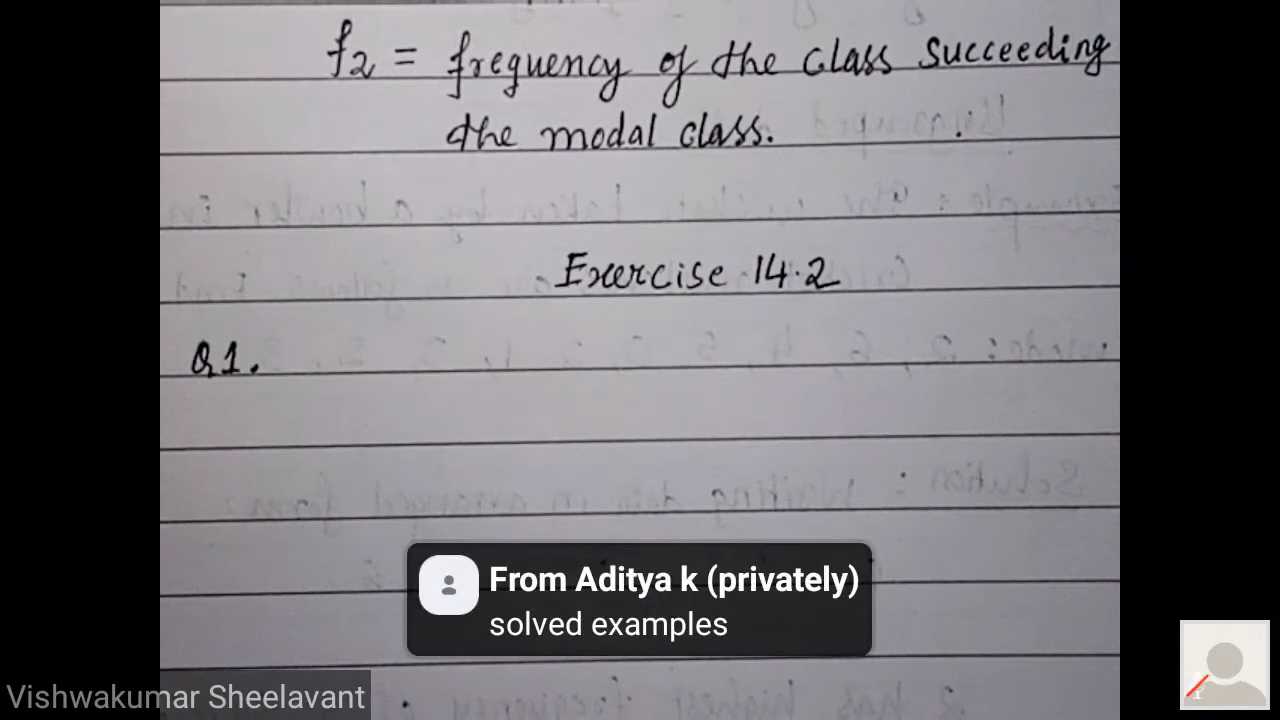 f2 = frequency of the class succeeding
the modal class.
Exercise 14.2
Q1.
From Aditya k (privately)
solved examples
Vishwakumar Sheelavant